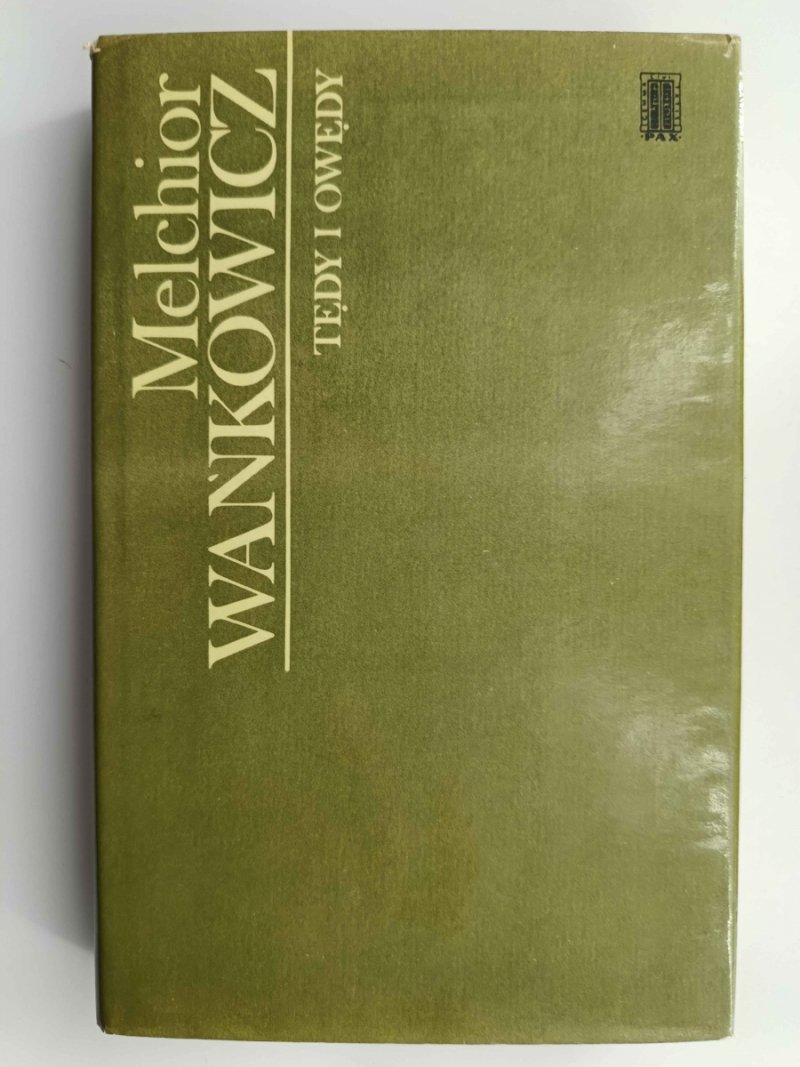 Melchior
WAŃKOWICZ
TĘDY I OWĘDY
PAX